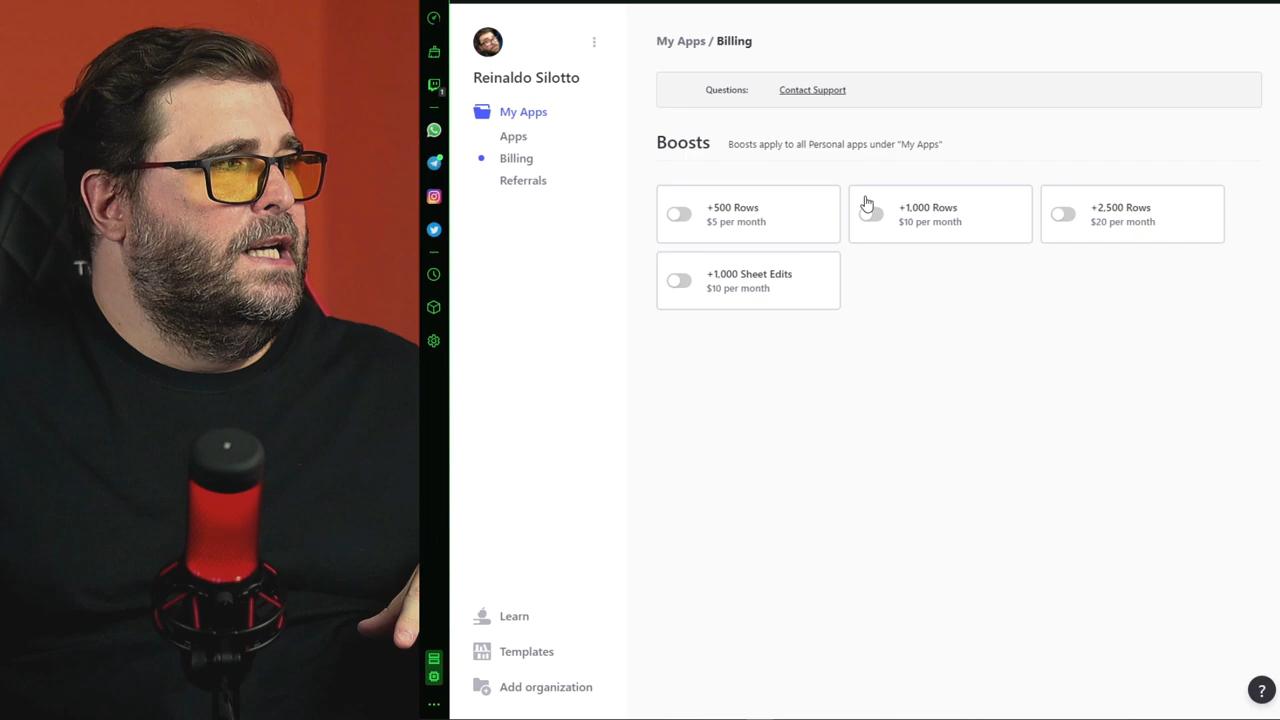 Reinaldo Silotto
My Apps
Apps
Billing
Referrals
Learn
Templates
Add organization
My Apps / Billing
Questions: Contact Support
Boosts Boosts apply to all Personal apps under "My Apps"
+500 Rows
$5 per month
+1,000 Rows
$10 per month
+2,500 Rows
$20 per month
+1,000 Sheet Edits
$10 per month
?
1